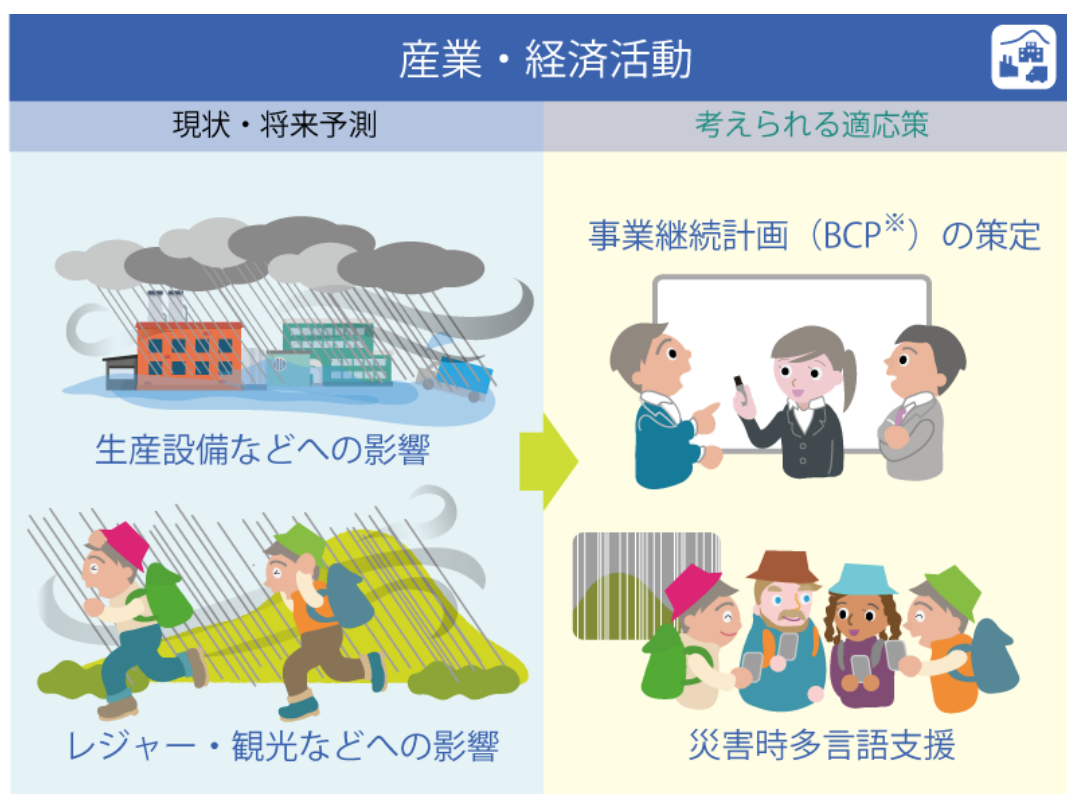 産業・経済活動
現状・将来予測
考えられる適応策
生産設備などへの影響
レジャー・観光などへの影響
事業継続計画（BCP※）の策定
災害時多言語支援